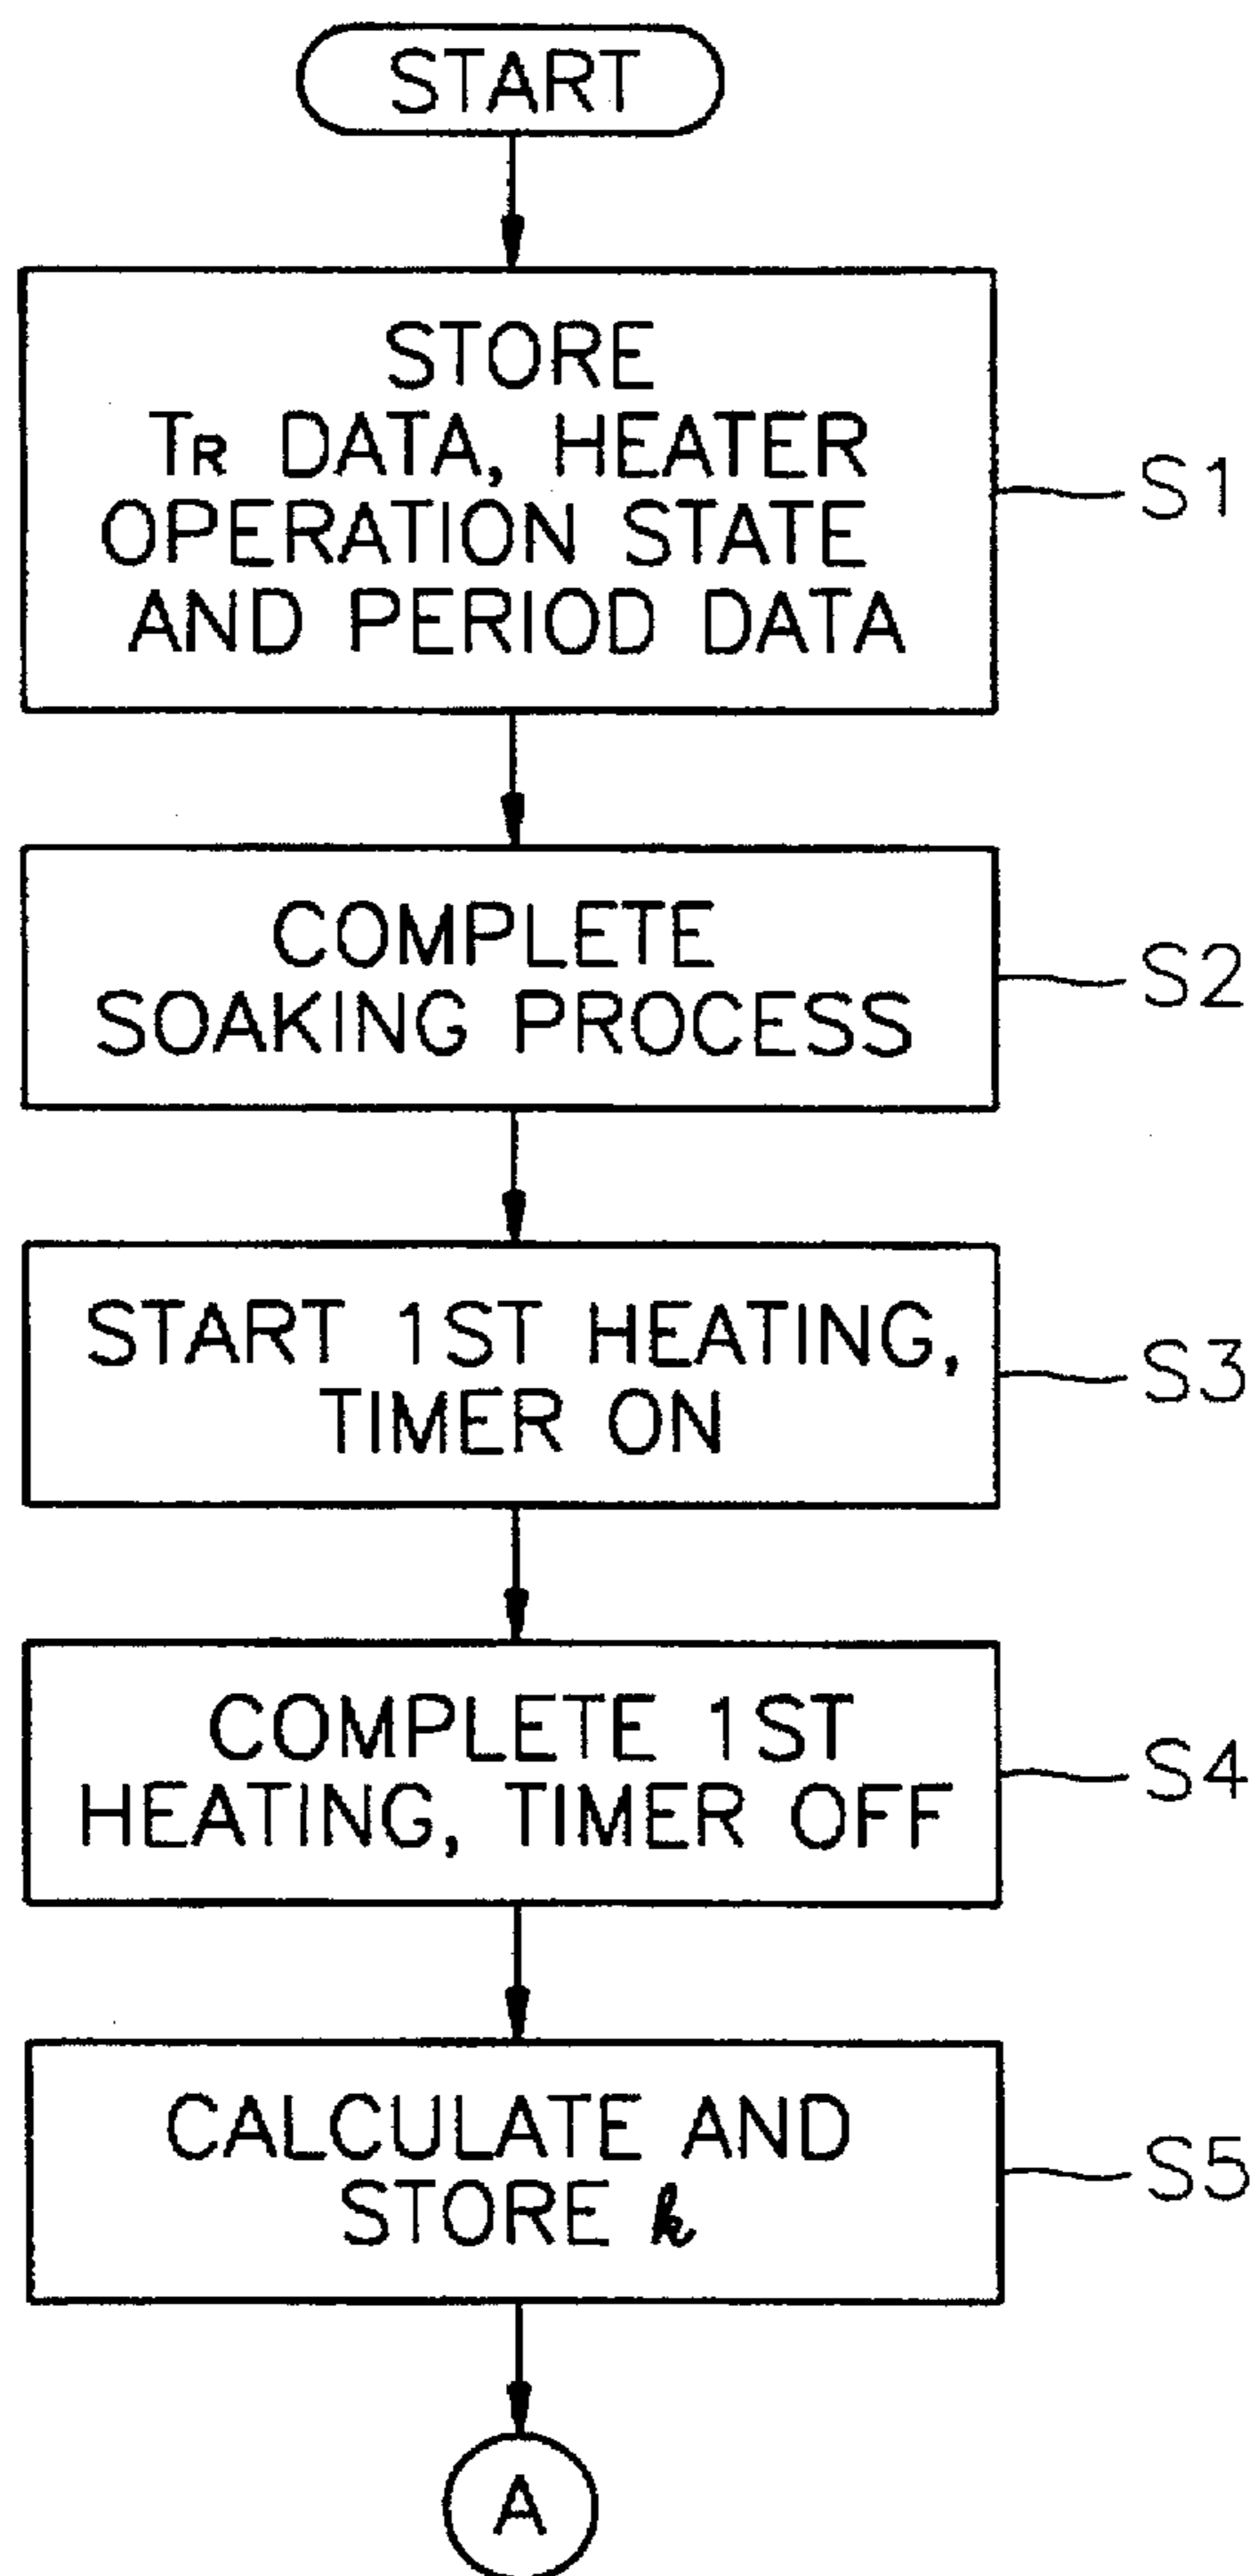 START
STORE
TR DATA, HEATER
OPERATION STATE
AND PERIOD DATA
S1
COMPLETE
SOAKING PROCESS
S2
START 1ST HEATING,
TIMER ON
S3
COMPLETE 1ST
HEATING, TIMER OFF
S4
CALCULATE AND
STORE k
S5
A